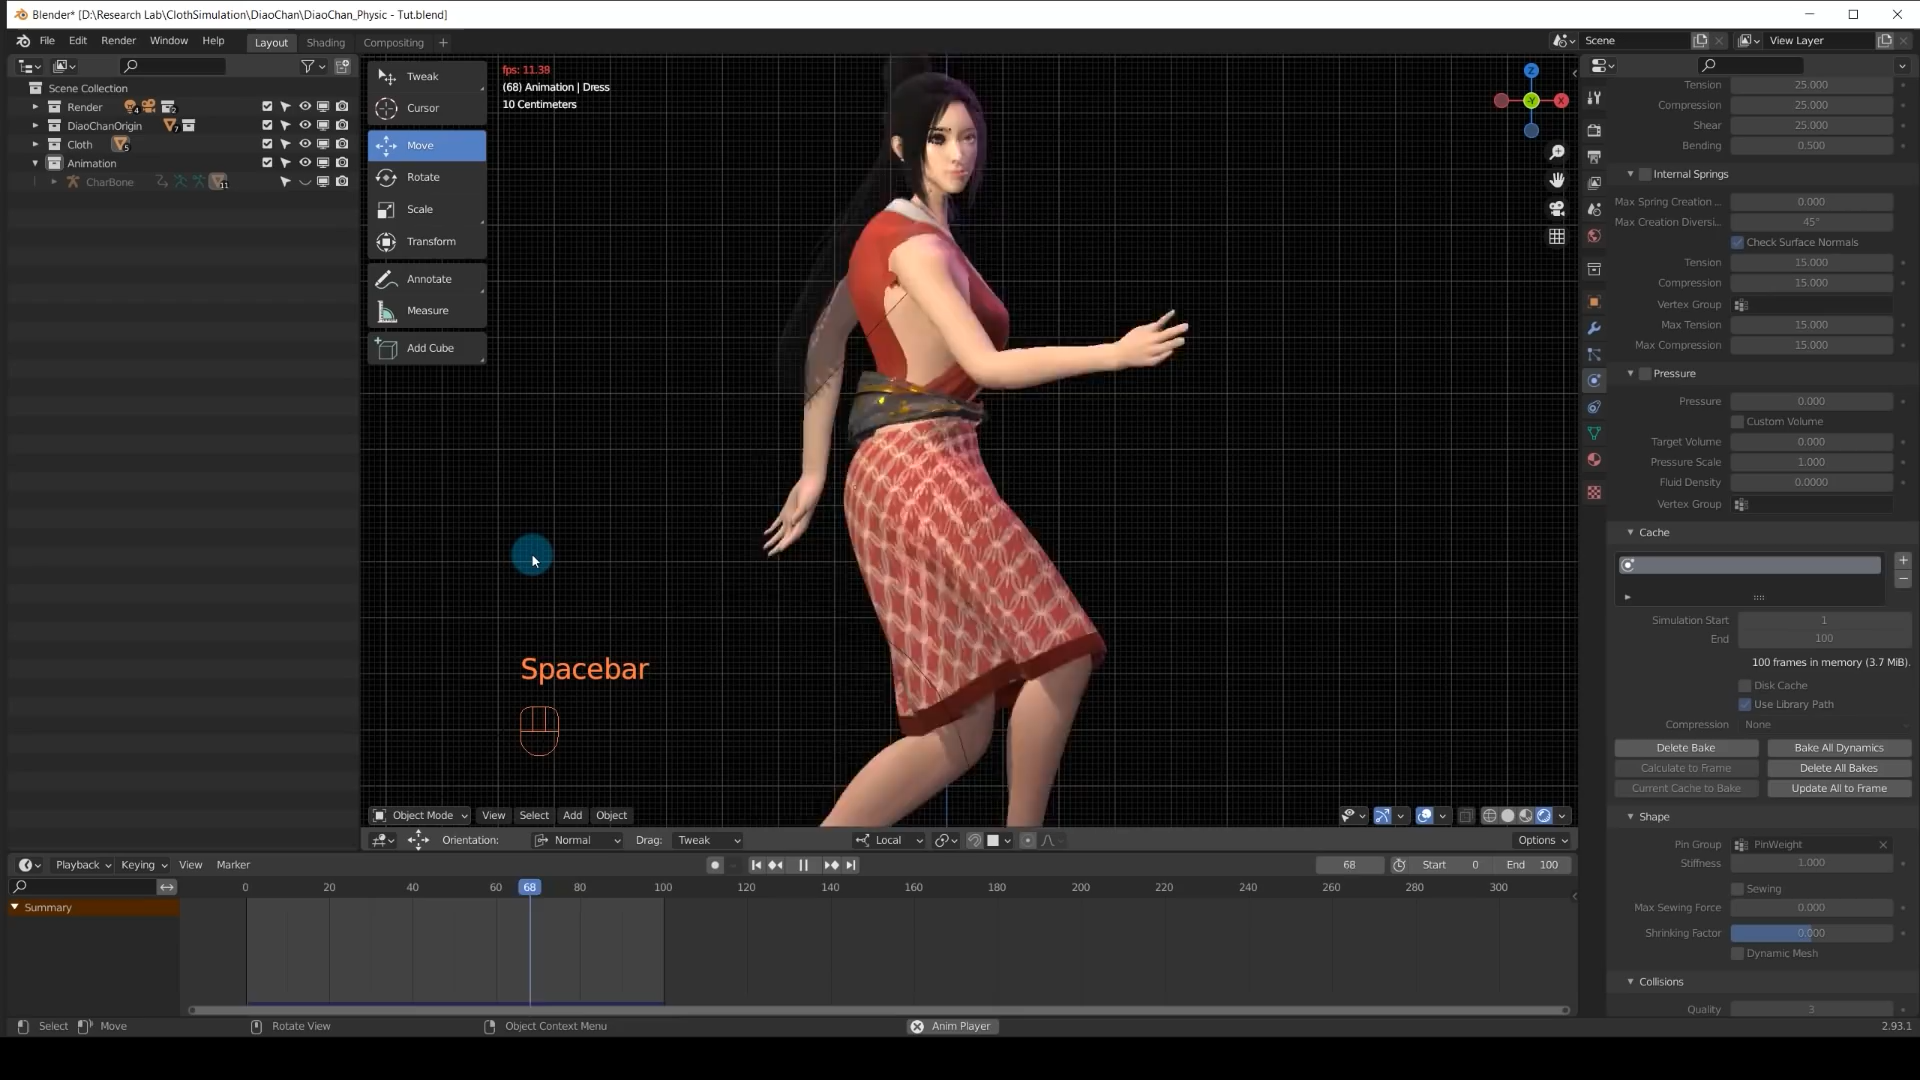 Blender* [D:\Research Lab\ClothSimulation\DiaoChan\DiaoChan_Physic - Tut.blend]
File Edit Render Window Help Layout Shading Compositing + Scene View Layer
Scene Collection
Render
DiaoChanOrigin
Cloth
Animation
CharBone
Tweak
Cursor
Move
Rotate
Scale
Transform
Annotate
Measure
Add Cube
fps: 11.38
(68) Animation | Dress
10 Centimeters
Z
-Y
X
Spacebar
Object Mode View Select Add Object
Orientation: Normal Drag: Tweak Local Options
Tension 25.000
Compression 25.000
Shear 25.000
Bending 0.500
Internal Springs
Max Spring Creation ... 0.000
Max Creation Diversi... 45°
Check Surface Normals
Tension 15.000
Compression 15.000
Vertex Group
Max Tension 15.000
Max Compression 15.000
Pressure
Pressure 0.000
Custom Volume
Target Volume 0.000
Pressure Scale 1.000
Fluid Density 0.0000
Vertex Group
Cache
Simulation Start 1
End 100
100 frames in memory (3.7 MiB).
Disk Cache
Use Library Path
Compression None
Delete Bake Bake All Dynamics
Calculate to Frame Delete All Bakes
Current Cache to Bake Update All to Frame
Shape
Pin Group PinWeight
Stiffness 1.000
Sewing
Max Sewing Force 0.000
Shrinking Factor 0.000
Dynamic Mesh
Collisions
Quality 3
Playback Keying View Marker 68 Start 0 End 100
0 20 40 60 68 80 100 120 140 160 180 200 220 240 260 280 300
Summary
Select Move Rotate View Object Context Menu Anim Player 2.93.1